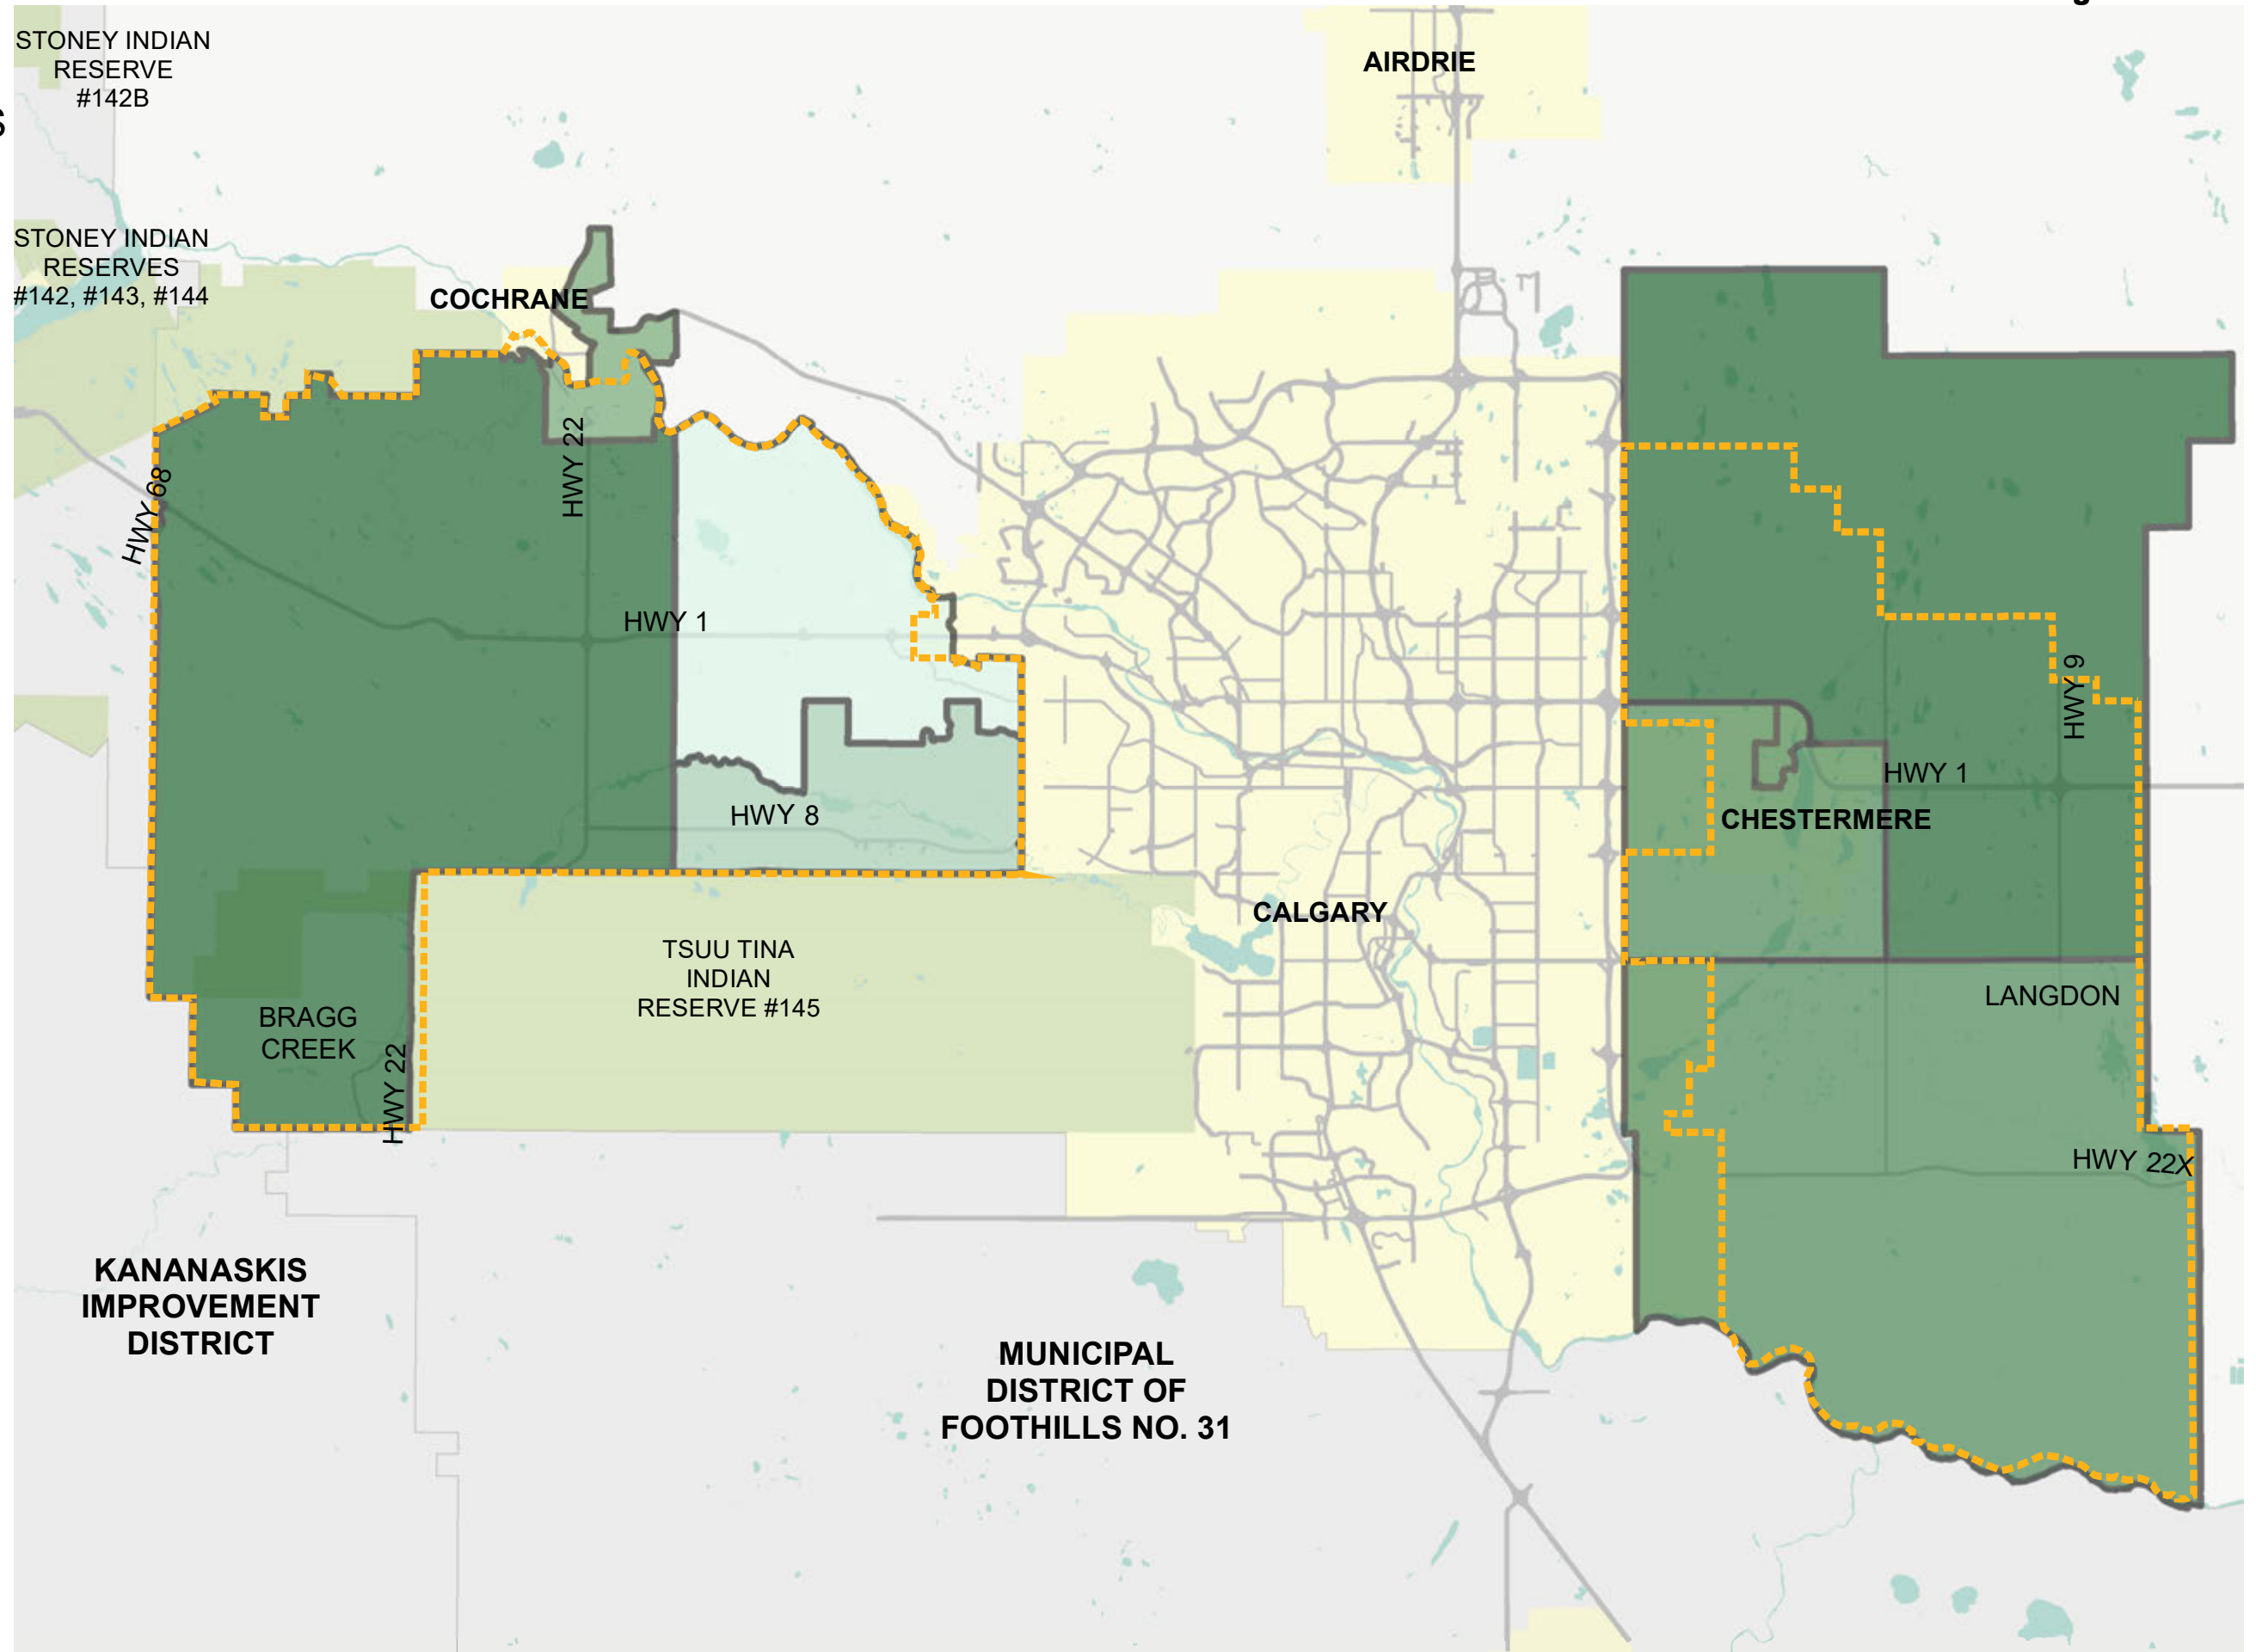 STONEY INDIAN
RESERVE
#142B
AIRDRIE
STONEY INDIAN
RESERVES
#142, #143, #144
COCHRANE
HWY 22
HWY 68
HWY 1
HWY 9
HWY 1
HWY 8
CHESTERMERE
CALGARY
TSUU TINA
INDIAN
RESERVE #145
LANGDON
BRAGG
CREEK
HWY 22
HWY 22X
KANANASKIS
IMPROVEMENT
DISTRICT
MUNICIPAL
DISTRICT OF
FOOTHILLS NO. 31